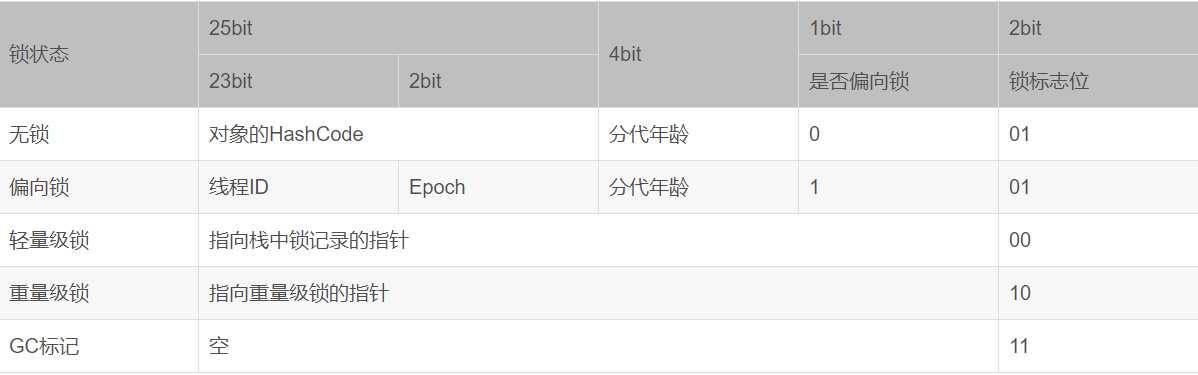 锁状态 25bit 4bit 1bit 2bit
23bit 2bit 是否偏向锁 锁标志位
无锁 对象的HashCode 分代年龄 0 01
偏向锁 线程ID Epoch 分代年龄 1 01
轻量级锁 指向栈中锁记录的指针 00
重量级锁 指向重量级锁的指针 10
GC标记 空 11